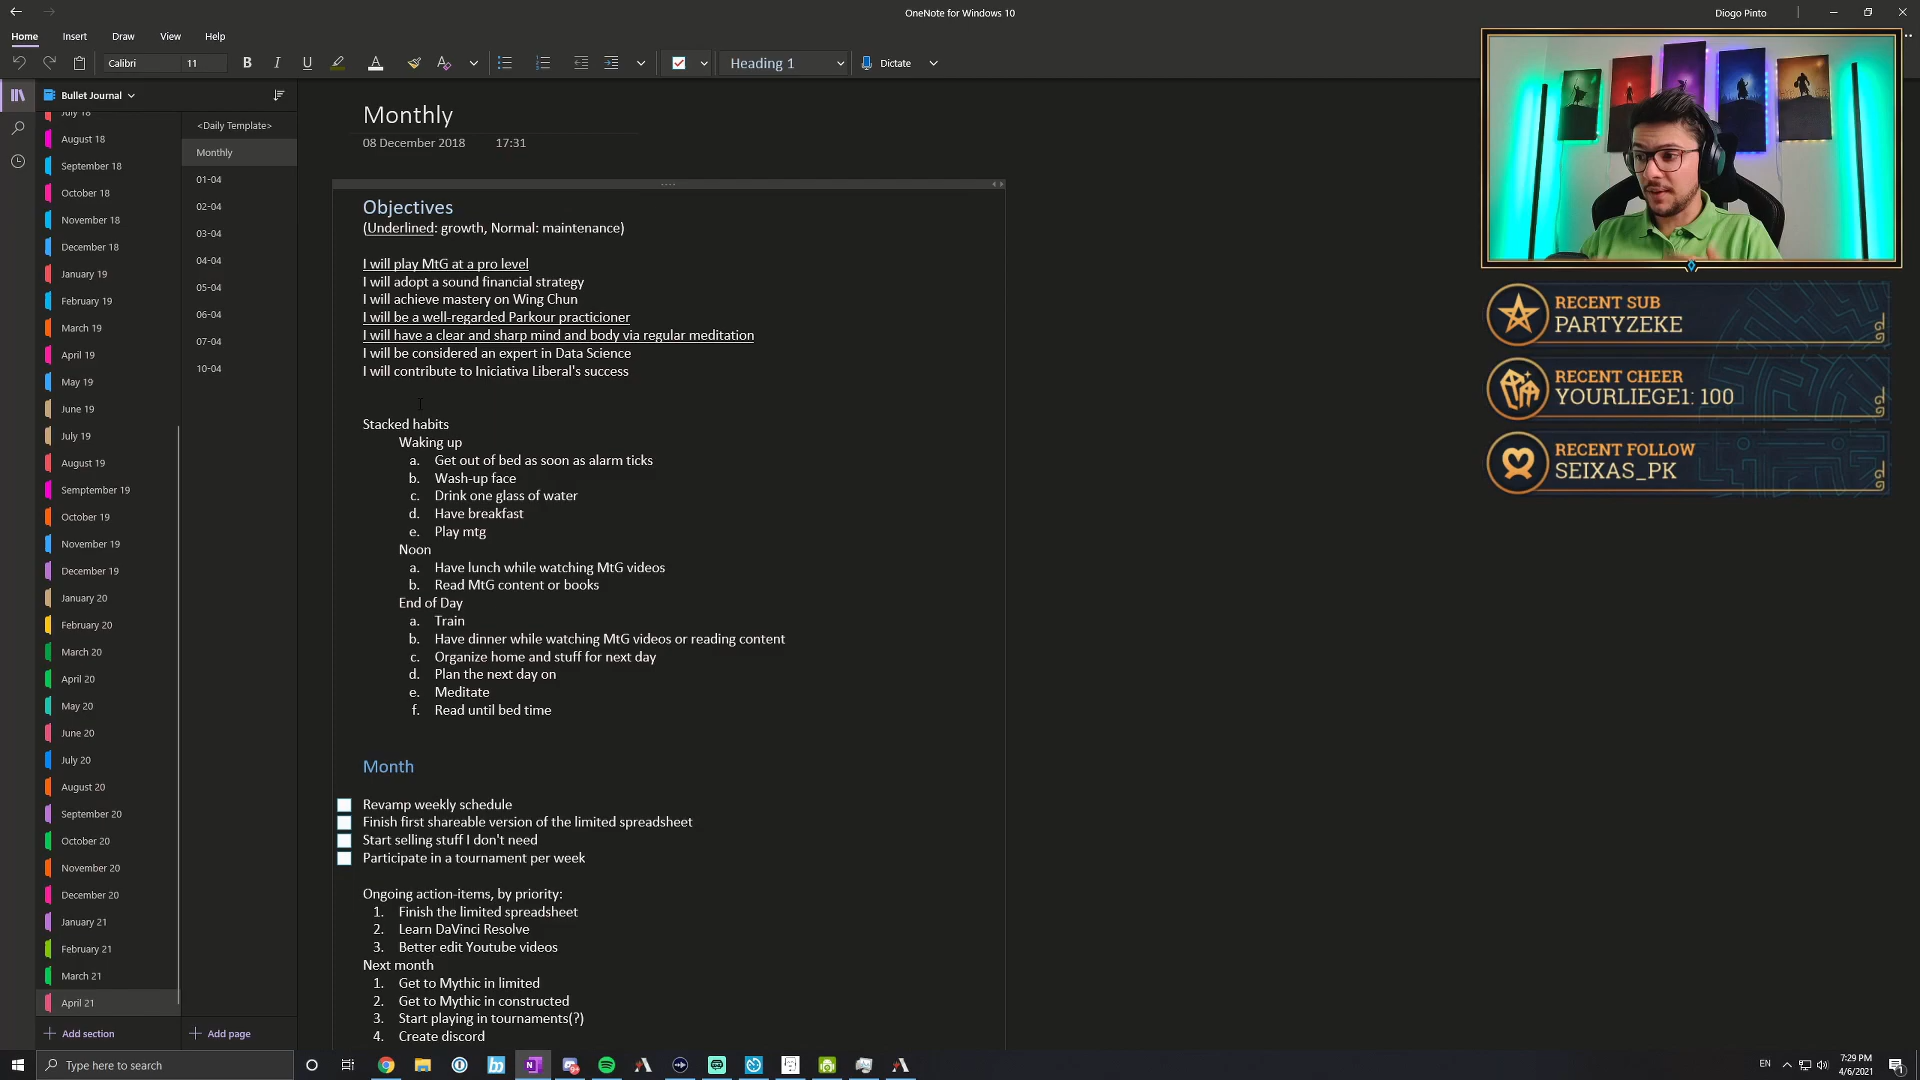 OneNote for Windows 10
Diogo Pinto
Home
Insert
Draw
View
Help
Calibri
11
B
I
U
A
Heading 1
Dictate
Bullet Journal
July 18
August 18
September 18
October 18
November 18
December 18
January 19
February 19
March 19
April 19
May 19
June 19
July 19
August 19
Semptember 19
October 19
November 19
December 19
January 20
February 20
March 20
April 20
May 20
June 20
July 20
August 20
September 20
October 20
November 20
December 20
January 21
February 21
March 21
April 21
Add section
<Daily Template>
Monthly
01-04
02-04
03-04
04-04
05-04
06-04
07-04
10-04
Add page
Monthly
08 December 2018
17:31
Objectives
(Underlined: growth, Normal: maintenance)
I will play MtG at a pro level
I will adopt a sound financial strategy
I will achieve mastery on Wing Chun
I will be a well-regarded Parkour practicioner
I will have a clear and sharp mind and body via regular meditation
I will be considered an expert in Data Science
I will contribute to Iniciativa Liberal's success
Stacked habits
Waking up
a. Get out of bed as soon as alarm ticks
b. Wash-up face
c. Drink one glass of water
d. Have breakfast
e. Play mtg
Noon
a. Have lunch while watching MtG videos
b. Read MtG content or books
End of Day
a. Train
b. Have dinner while watching MtG videos or reading content
c. Organize home and stuff for next day
d. Plan the next day on
e. Meditate
f. Read until bed time
Month
Revamp weekly schedule
Finish first shareable version of the limited spreadsheet
Start selling stuff I don't need
Participate in a tournament per week
Ongoing action-items, by priority:
1. Finish the limited spreadsheet
2. Learn DaVinci Resolve
3. Better edit Youtube videos
Next month
1. Get to Mythic in limited
2. Get to Mythic in constructed
3. Start playing in tournaments(?)
4. Create discord
RECENT SUB
PARTYZEKE
RECENT CHEER
YOURLIEGE1: 100
RECENT FOLLOW
SEIXAS_PK
Type here to search
EN
7:29 PM
4/6/2021